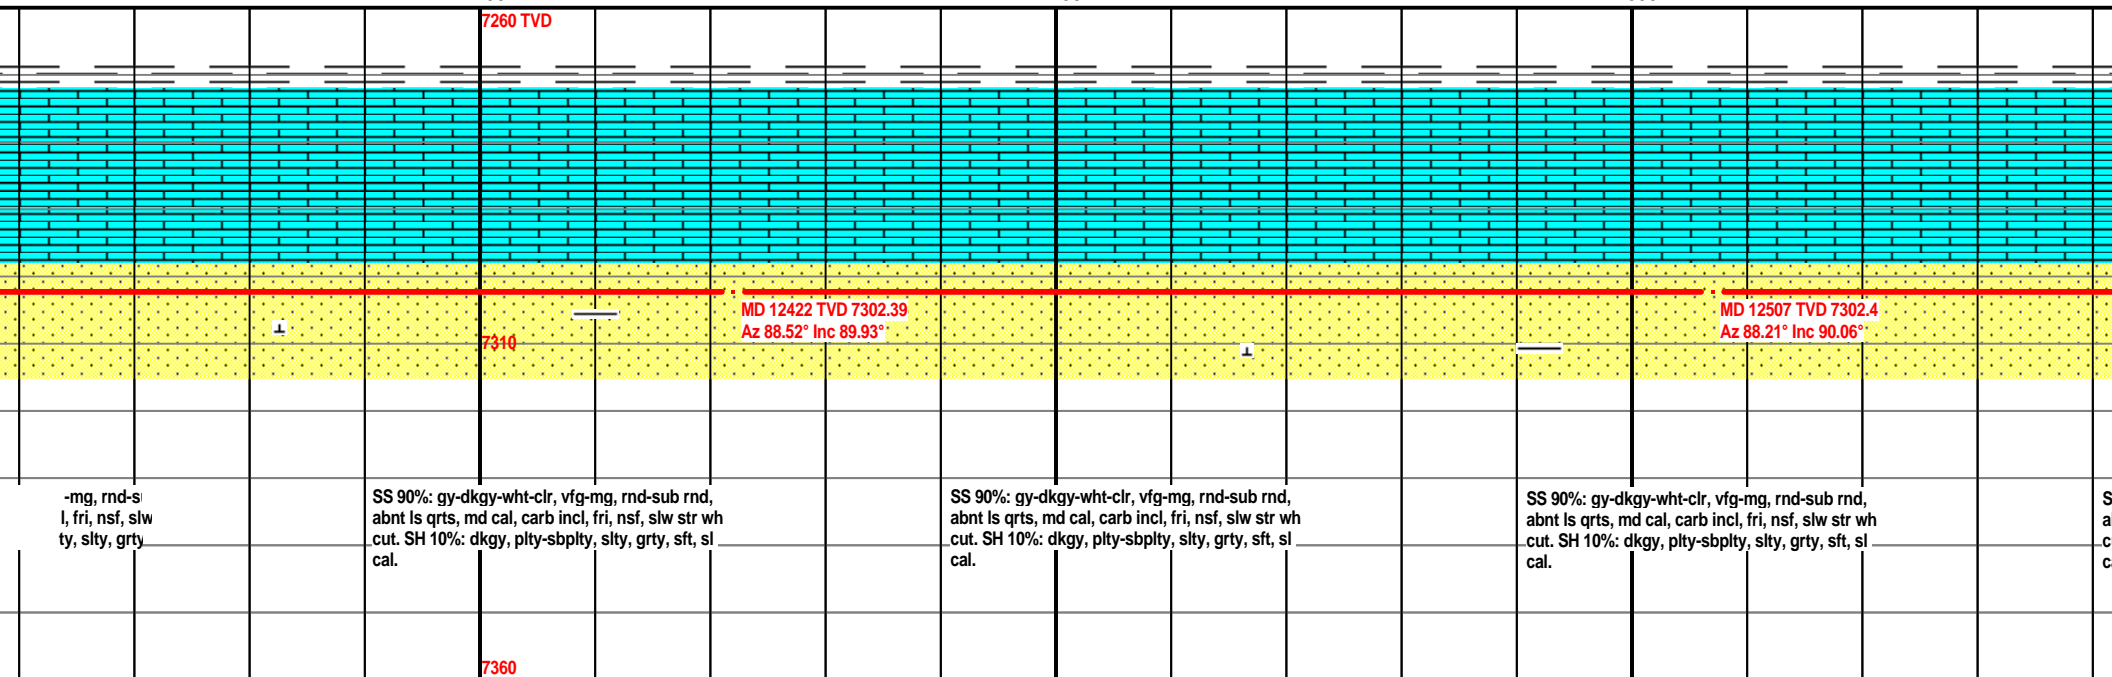 7260 TVD
MD 12422 TVD 7302.39
Az 88.52° Inc 89.93°
MD 12507 TVD 7302.4
Az 88.21° Inc 90.06°
7310
-mg, rnd-s
l, fri, nsf, slw
ty, slty, grty
SS 90%: gy-dkgy-wht-clr, vfg-mg, rnd-sub rnd,
abnt ls qrts, md cal, carb incl, fri, nsf, slw str wh
cut. SH 10%: dkgy, plty-sbplty, slty, grty, sft, sl
cal.
SS 90%: gy-dkgy-wht-clr, vfg-mg, rnd-sub rnd,
abnt ls qrts, md cal, carb incl, fri, nsf, slw str wh
cut. SH 10%: dkgy, plty-sbplty, slty, grty, sft, sl
cal.
SS 90%: gy-dkgy-wht-clr, vfg-mg, rnd-sub rnd,
abnt ls qrts, md cal, carb incl, fri, nsf, slw str wh
cut. SH 10%: dkgy, plty-sbplty, slty, grty, sft, sl
cal.
7360